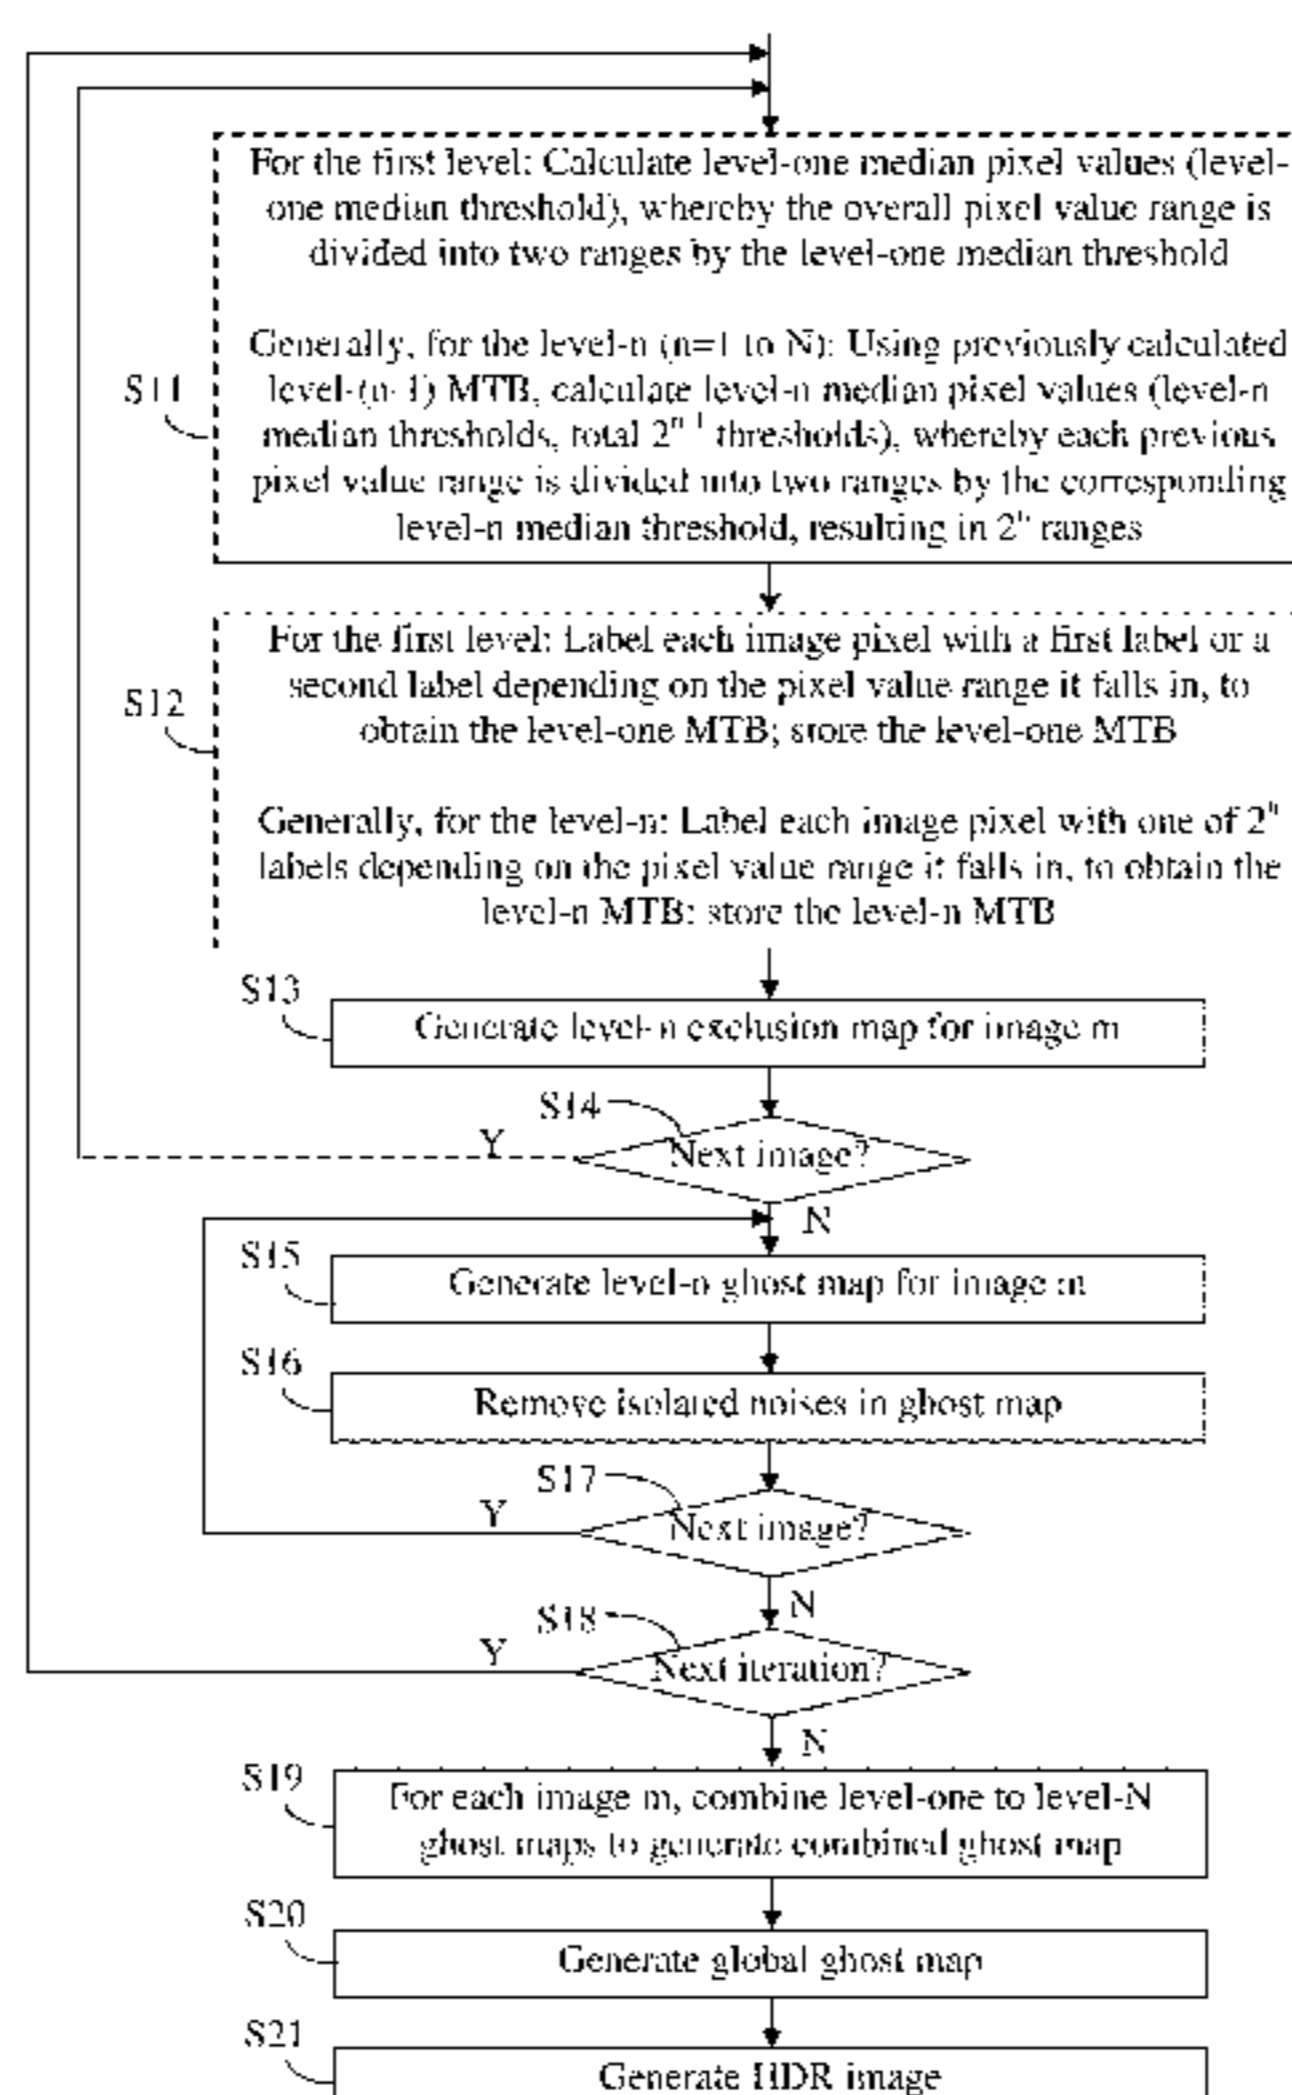 For the first level: Calculate level-one median pixel values (level-
one median threshold), whereby the overall pixel value range is
divided into two ranges by the level-one median threshold
Generally, for the level-n (n=1 to N): Using previously calculated
level-(n-1) MTB, calculate level-n median pixel values (level-n
median thresholds, total 2ⁿ⁻¹ thresholds), whereby each previous
pixel value range is divided into two ranges by the corresponding
level-n median threshold, resulting in 2ⁿ ranges
S11
For the first level: Label each image pixel with a first label or a
second label depending on the pixel value range it falls in, to
obtain the level-one MTB; store the level-one MTB
Generally, for the level-n: Label each image pixel with one of 2ⁿ
labels depending on the pixel value range it falls in, to obtain the
level-n MTB; store the level-n MTB
S12
S13
Generate level-n exclusion map for image m
S14
Next image?
Y
N
S15
Generate level-n ghost map for image m
S16
Remove isolated noises in ghost map
S17
Next image?
Y
N
S18
Next iteration?
Y
N
S19
For each image m, combine level-one to level-N
ghost maps to generate combined ghost map
S20
Generate global ghost map
S21
Generate HDR image